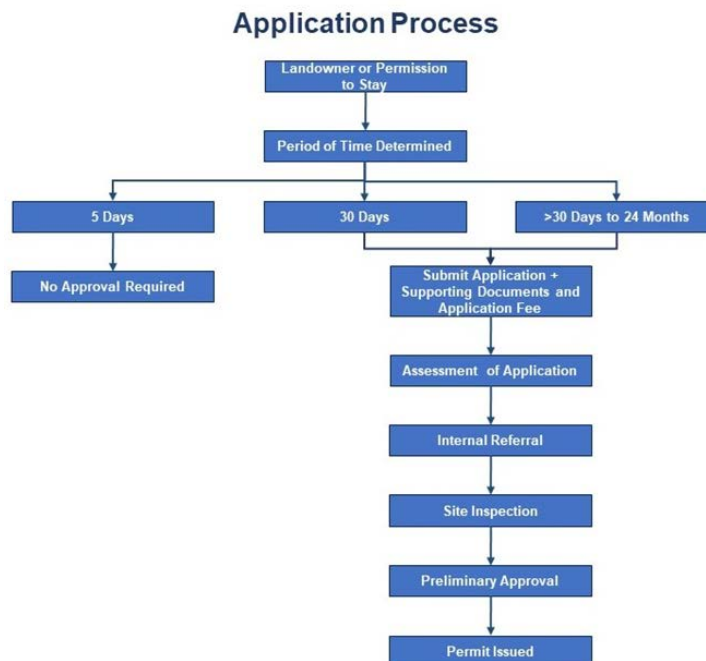 Application Process
Landowner or Permission
to Stay
Period of Time Determined
5 Days
30 Days
>30 Days to 24 Months
No Approval Required
Submit Application +
Supporting Documents and
Application Fee
Assessment of Application
Internal Referral
Site Inspection
Preliminary Approval
Permit Issued